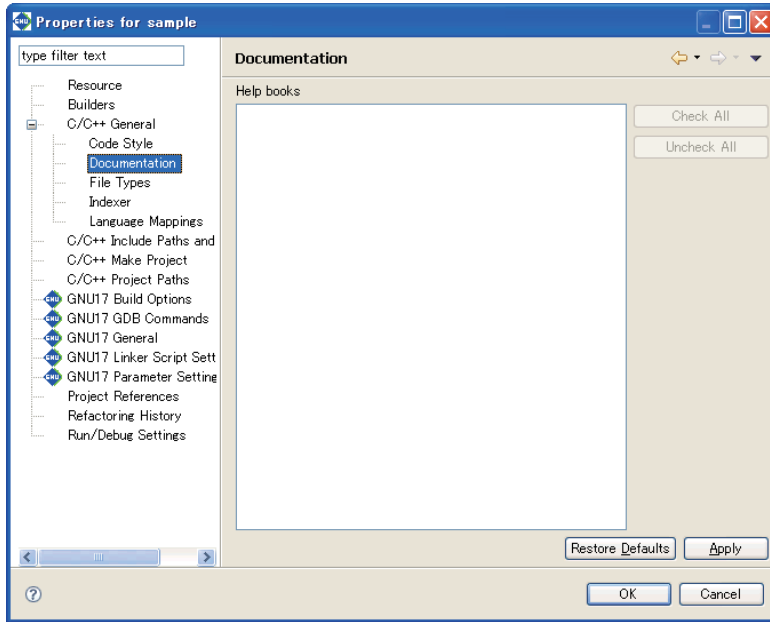 Properties for sample
type filter text
Documentation
Resource
Builders
C/C++ General
Code Style
Documentation
File Types
Indexer
Language Mappings
C/C++ Include Paths and
C/C++ Make Project
C/C++ Project Paths
GNU17 Build Options
GNU17 GDB Commands
GNU17 General
GNU17 Linker Script Sett
GNU17 Parameter Setting
Project References
Refactoring History
Run/Debug Settings
Help books
Check All
Uncheck All
Restore Defaults
Apply
OK
Cancel